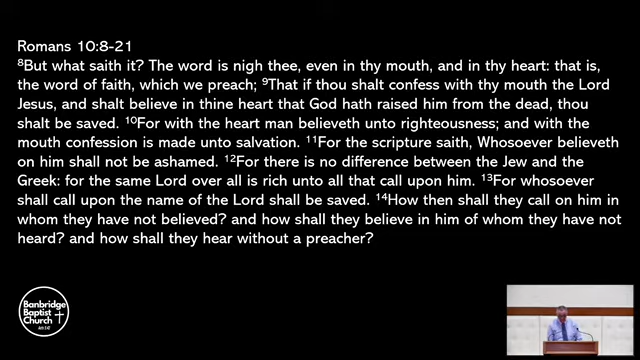 Romans 10:8-21
⁸But what saith it? The word is nigh thee, even in thy mouth, and in thy heart: that is,
the word of faith, which we preach; ⁹That if thou shalt confess with thy mouth the Lord
Jesus, and shalt believe in thine heart that God hath raised him from the dead, thou
shalt be saved. ¹⁰For with the heart man believeth unto righteousness; and with the
mouth confession is made unto salvation. ¹¹For the scripture saith, Whosoever believeth
on him shall not be ashamed. ¹²For there is no difference between the Jew and the
Greek: for the same Lord over all is rich unto all that call upon him. ¹³For whosoever
shall call upon the name of the Lord shall be saved. ¹⁴How then shall they call on him in
whom they have not believed? and how shall they believe in him of whom they have not
heard? and how shall they hear without a preacher?
Banbridge
Baptist
Church